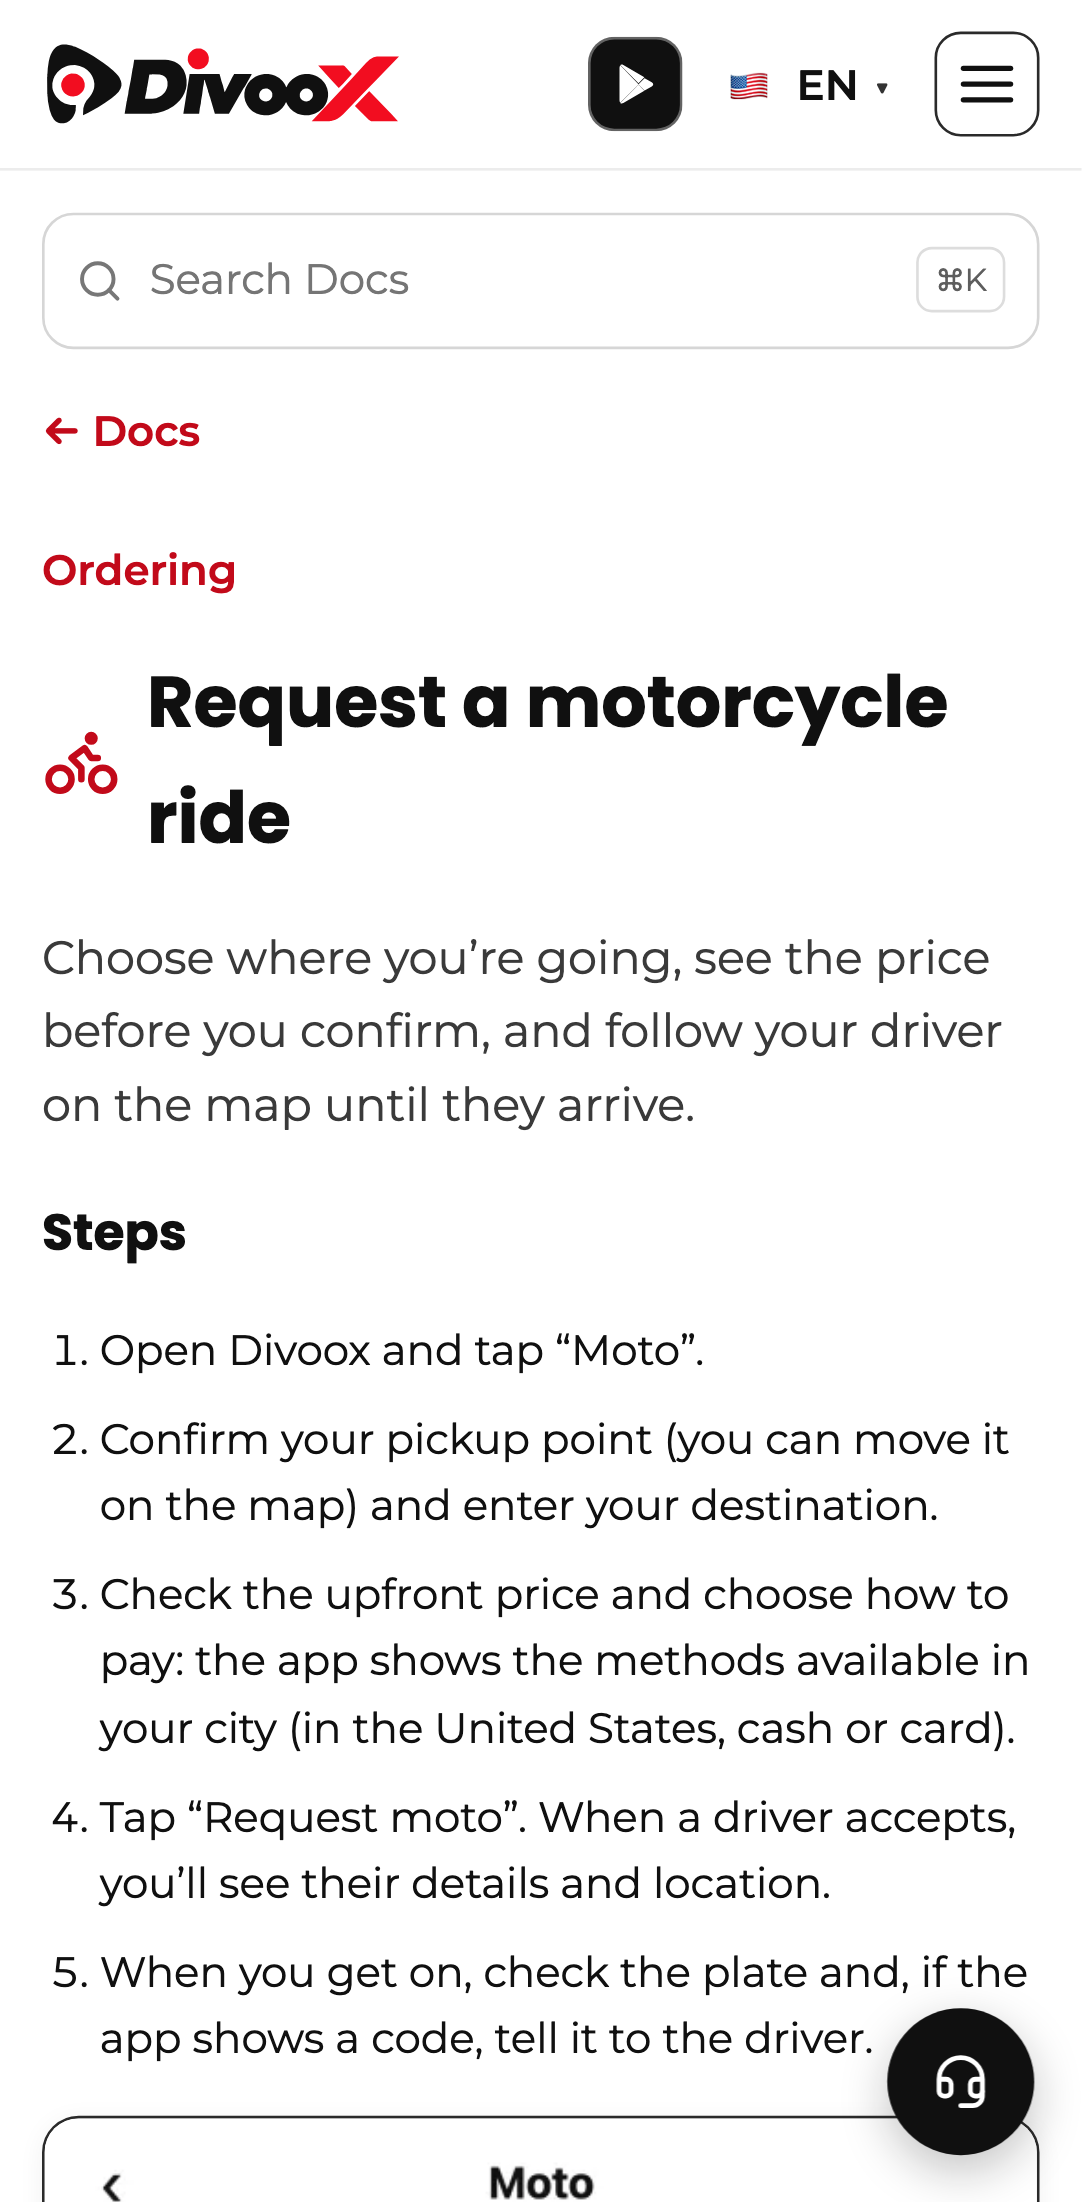 DivooX
EN
Search Docs
⌘K
← Docs
Ordering
Request a motorcycle
ride
Choose where you’re going, see the price
before you confirm, and follow your driver
on the map until they arrive.
Steps
1. Open Divoox and tap “Moto”.
2. Confirm your pickup point (you can move it
on the map) and enter your destination.
3. Check the upfront price and choose how to
pay: the app shows the methods available in
your city (in the United States, cash or card).
4. Tap “Request moto”. When a driver accepts,
you’ll see their details and location.
5. When you get on, check the plate and, if the
app shows a code, tell it to the driver.
Moto